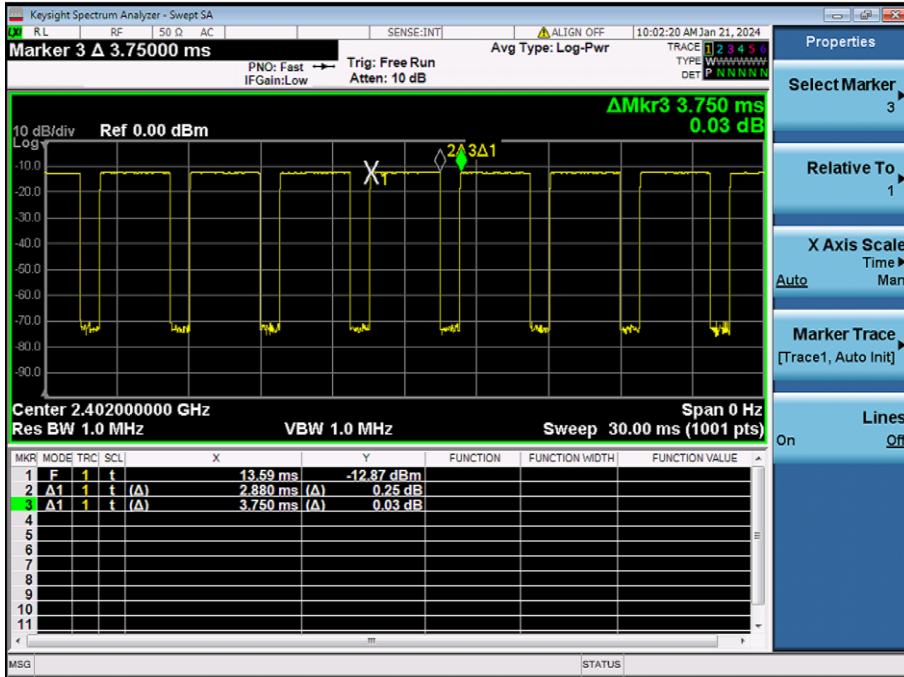 Keysight Spectrum Analyzer - Swept SA
RL RF 50 Ω AC SENSE:INT ALIGN OFF 10:02:20 AM Jan 21, 2024
Marker 3 Δ 3.75000 ms
PNO: Fast
IFGain:Low
Trig: Free Run
Atten: 10 dB
Avg Type: Log-Pwr
TRACE 1 2 3 4 5 6
TYPE WWWWWW
DET P N N N N N
ΔMkr3 3.750 ms
0.03 dB
10 dB/div Ref 0.00 dBm
Log
2Δ3Δ1
X1
-10.0
-20.0
-30.0
-40.0
-50.0
-60.0
-70.0
-80.0
-90.0
Center 2.402000000 GHz Span 0 Hz
Res BW 1.0 MHz VBW 1.0 MHz Sweep 30.00 ms (1001 pts)
MKR MODE TRC SCL X Y FUNCTION FUNCTION WIDTH FUNCTION VALUE
1 F 1 t 13.59 ms -12.87 dBm
2 Δ1 1 t (Δ) 2.880 ms (Δ) 0.25 dB
3 Δ1 1 t (Δ) 3.750 ms (Δ) 0.03 dB
4
5
6
7
8
9
10
11
MSG STATUS
Properties
Select Marker
3
Relative To
1
X Axis Scale
Time
Auto Man
Marker Trace
[Trace1, Auto Init]
Lines
On Off